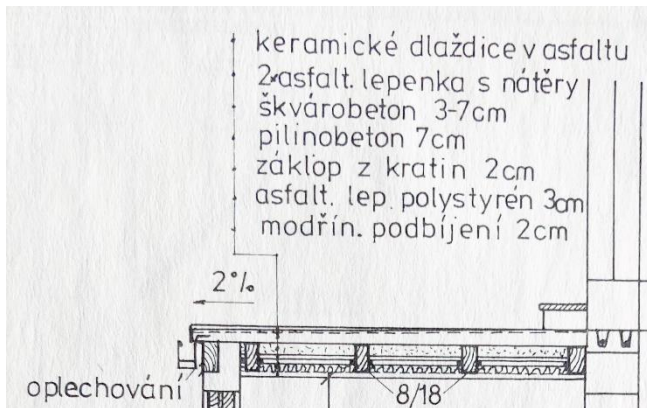 keramické dlaždice v asfaltu
2× asfalt. lepenka s nátěry
škvárobeton 3-7cm
pilinobeton 7cm
záklop z kratin 2cm
asfalt. lep. polystyrén 3cm
modřín. podbíjení 2cm
2%
oplechování
8/18